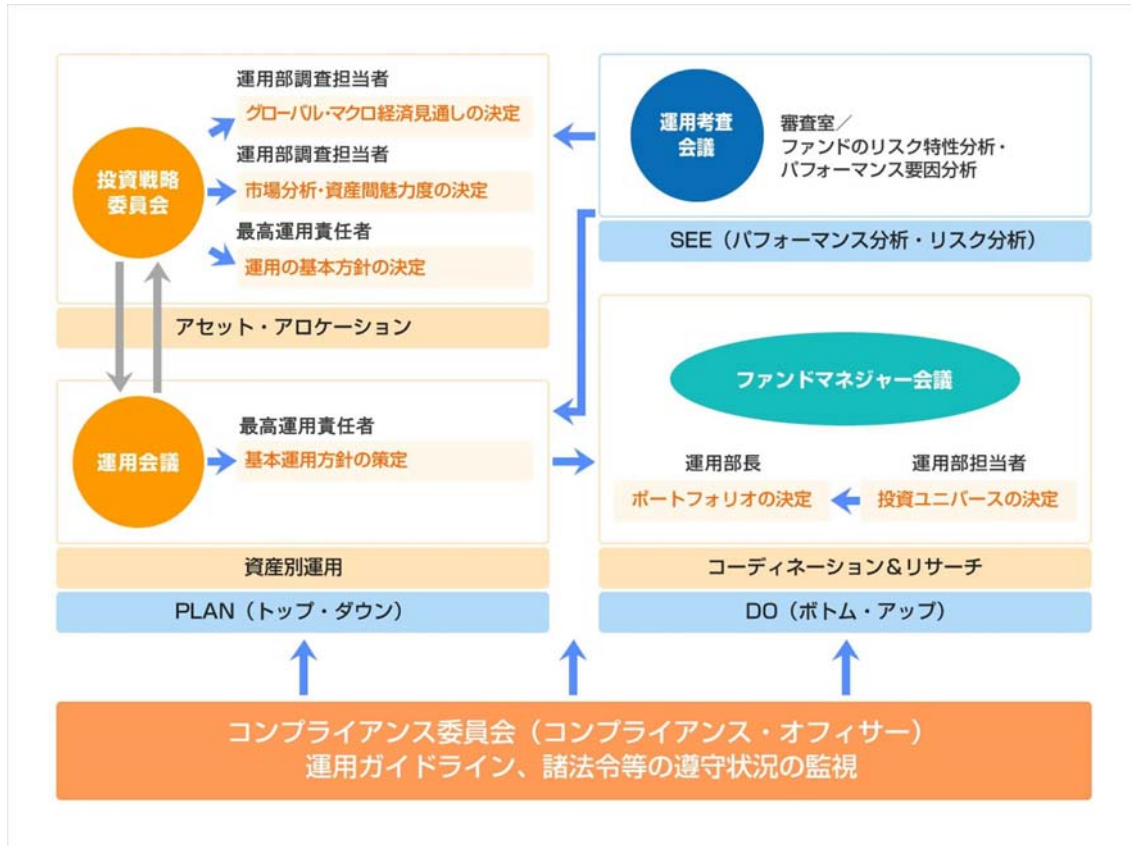 投資戦略
委員会
運用部調査担当者
グローバル・マクロ経済見通しの決定
運用部調査担当者
市場分析・資産間魅力度の決定
最高運用責任者
運用の基本方針の決定
アセット・アロケーション
運用考査
会議
審査室／
ファンドのリスク特性分析・
パフォーマンス要因分析
SEE（パフォーマンス分析・リスク分析）
運用会議
最高運用責任者
基本運用方針の策定
資産別運用
PLAN（トップ・ダウン）
ファンドマネジャー会議
運用部長
ポートフォリオの決定
運用部担当者
投資ユニバースの決定
コーディネーション＆リサーチ
DO（ボトム・アップ）
コンプライアンス委員会（コンプライアンス・オフィサー）
運用ガイドライン、諸法令等の遵守状況の監視